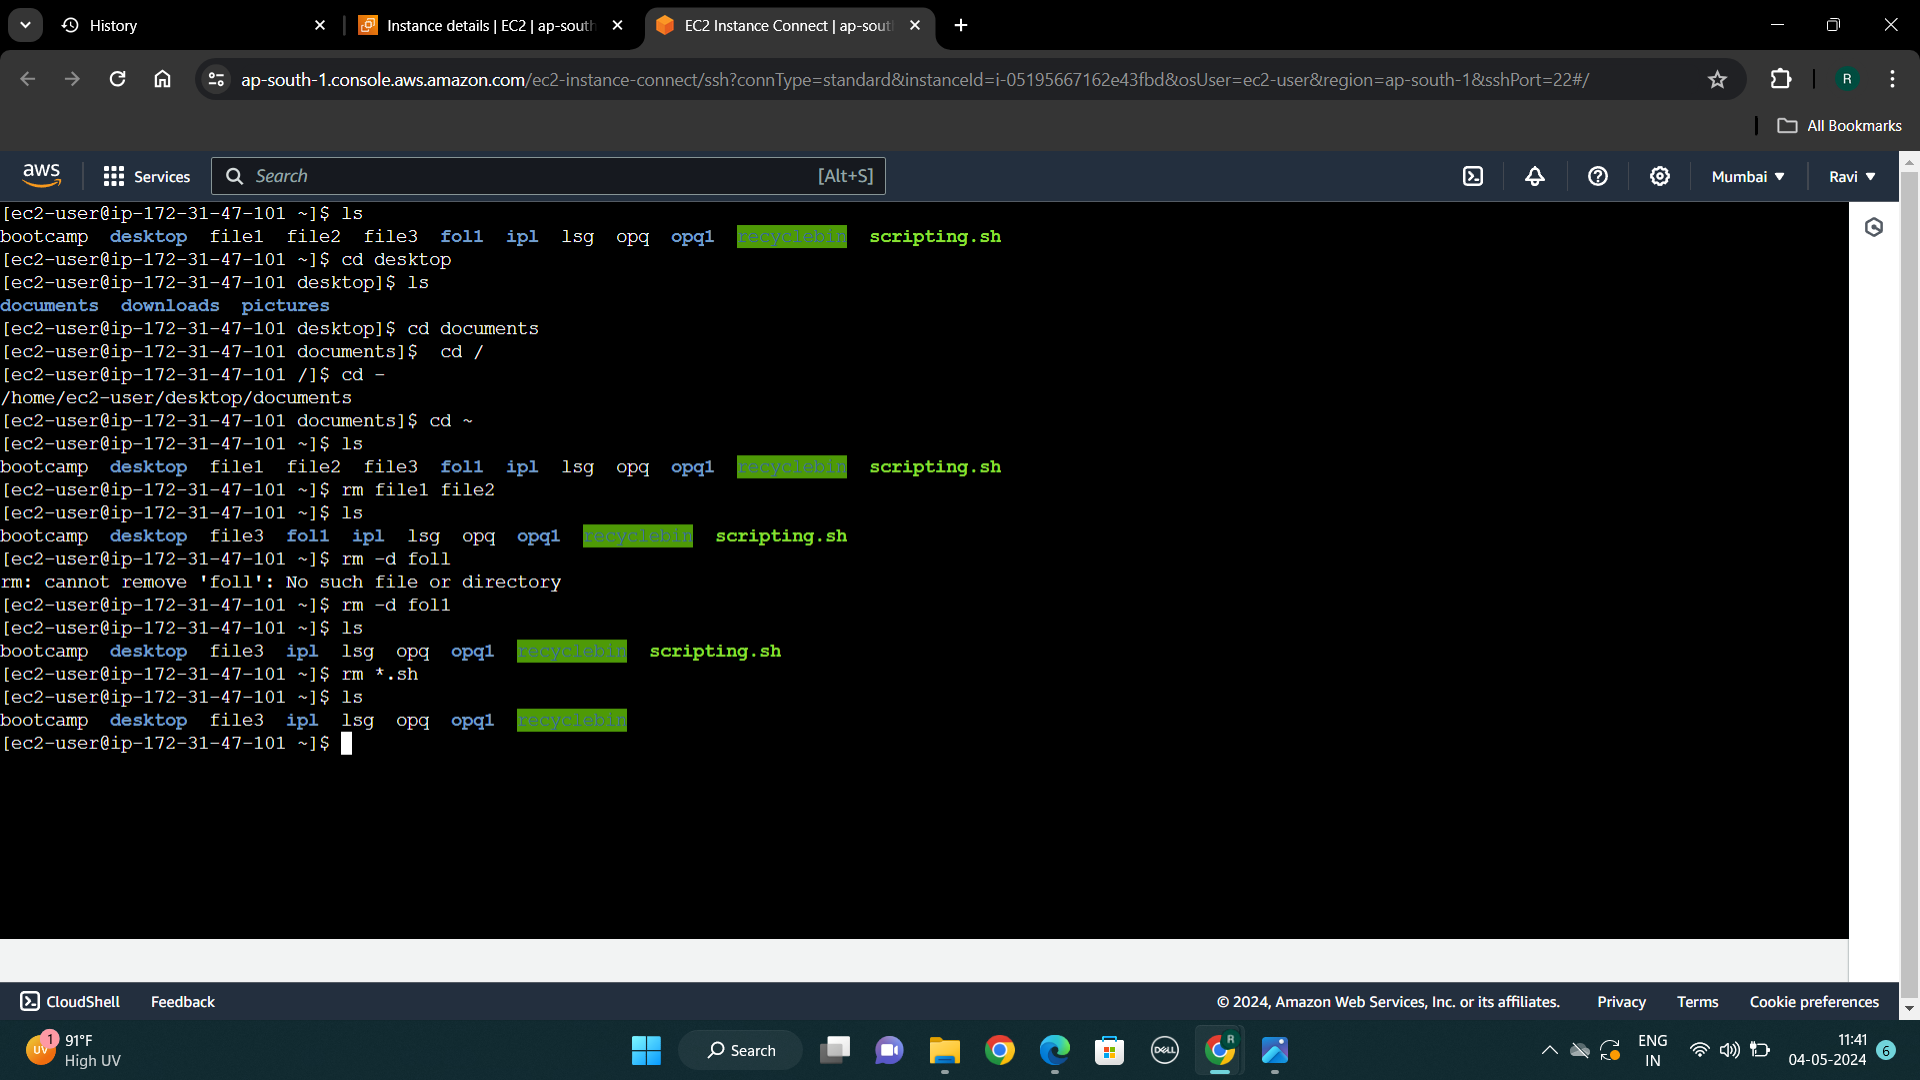 History
Instance details | EC2 | ap-south
EC2 Instance Connect | ap-sout
ap-south-1.console.aws.amazon.com/ec2-instance-connect/ssh?connType=standard&instanceId=i-05195667162e43fbd&osUser=ec2-user&region=ap-south-1&sshPort=22#/
R
All Bookmarks
aws
Services
Search
[Alt+S]
Mumbai
Ravi
[ec2-user@ip-172-31-47-101 ~]$ ls
bootcamp desktop file1 file2 file3 fol1 ipl lsg opq opq1 recyclebin scripting.sh
[ec2-user@ip-172-31-47-101 ~]$ cd desktop
[ec2-user@ip-172-31-47-101 desktop]$ ls
documents downloads pictures
[ec2-user@ip-172-31-47-101 desktop]$ cd documents
[ec2-user@ip-172-31-47-101 documents]$ cd /
[ec2-user@ip-172-31-47-101 /]$ cd -
/home/ec2-user/desktop/documents
[ec2-user@ip-172-31-47-101 documents]$ cd ~
[ec2-user@ip-172-31-47-101 ~]$ ls
bootcamp desktop file1 file2 file3 fol1 ipl lsg opq opq1 recyclebin scripting.sh
[ec2-user@ip-172-31-47-101 ~]$ rm file1 file2
[ec2-user@ip-172-31-47-101 ~]$ ls
bootcamp desktop file3 fol1 ipl lsg opq opq1 recyclebin scripting.sh
[ec2-user@ip-172-31-47-101 ~]$ rm -d foll
rm: cannot remove 'foll': No such file or directory
[ec2-user@ip-172-31-47-101 ~]$ rm -d fol1
[ec2-user@ip-172-31-47-101 ~]$ ls
bootcamp desktop file3 ipl lsg opq opq1 recyclebin scripting.sh
[ec2-user@ip-172-31-47-101 ~]$ rm *.sh
[ec2-user@ip-172-31-47-101 ~]$ ls
bootcamp desktop file3 ipl lsg opq opq1 recyclebin
[ec2-user@ip-172-31-47-101 ~]$
CloudShell
Feedback
© 2024, Amazon Web Services, Inc. or its affiliates.
Privacy
Terms
Cookie preferences
UV
1
91°F
High UV
Search
DELL
R
ENG
IN
11:41
04-05-2024
6